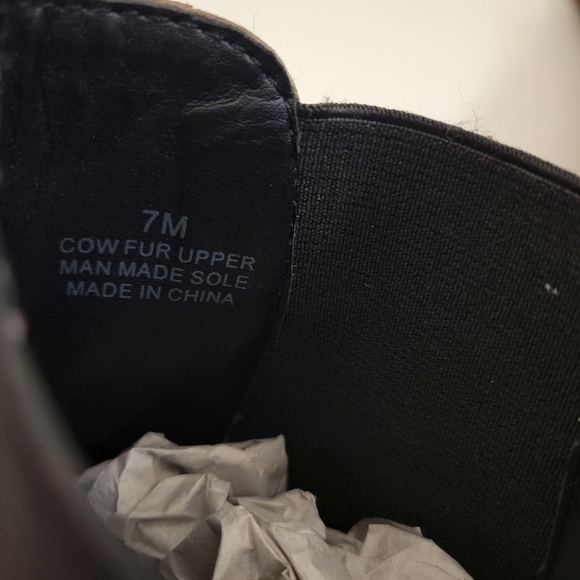 7M
COW FUR UPPER
MAN MADE SOLE
MADE IN CHINA